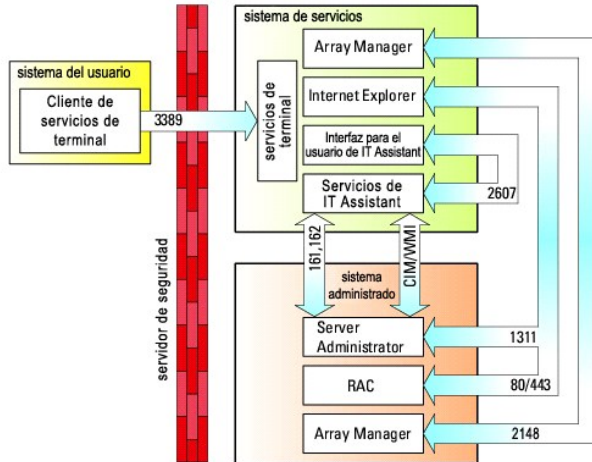 sistema de servicios
Array Manager
sistema del usuario
Cliente de
servicios de
terminal
3389
servicios de
terminal
Internet Explorer
Interfaz para el
usuario de IT Assistant
Servicios de
IT Assistant
2607
161,162
CIM/WMI
servidor de seguridad
sistema
administrado
Server
Administrator
1311
RAC
80/443
Array Manager
2148